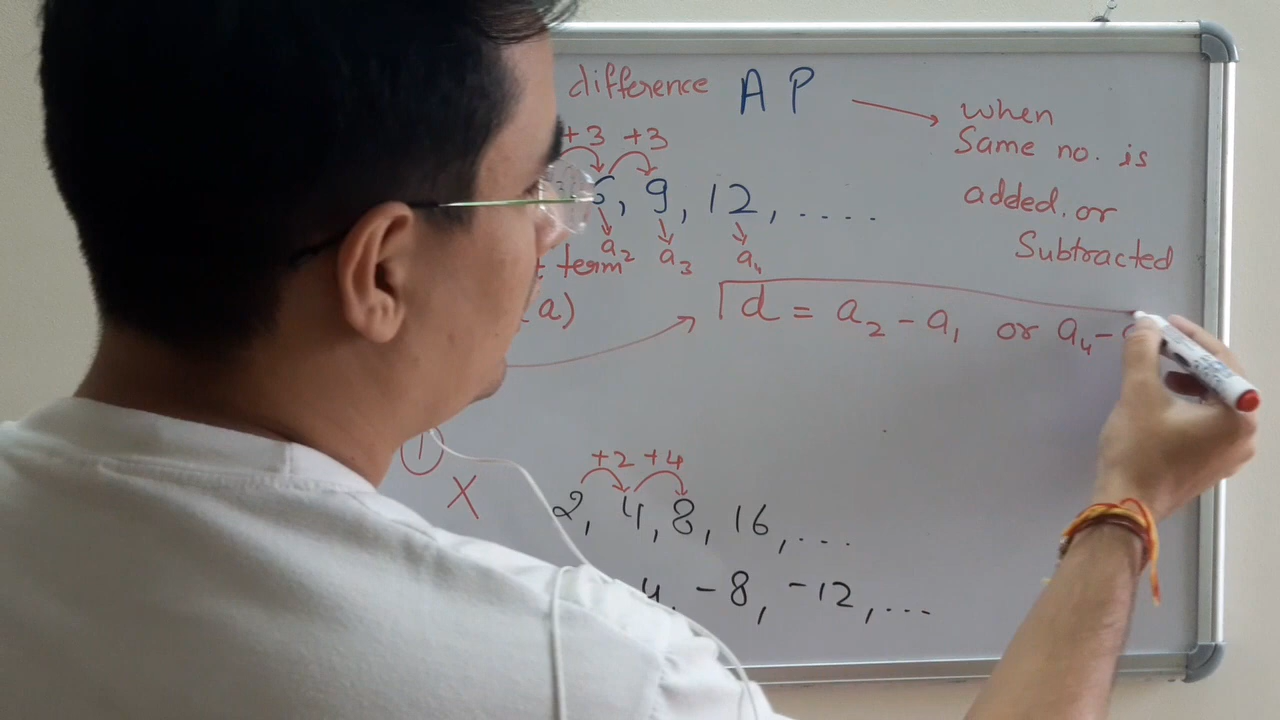 difference A P → when
Same no. is
added, or
Subtracted
+3 +3
6, 9, 12, ....
a₂ a₃ a₄
term
(a)
d = a₂ - a₁ or a₄ -
1
X
+2 +4
2, 4, 8, 16, ...
4, -8, -12, ...